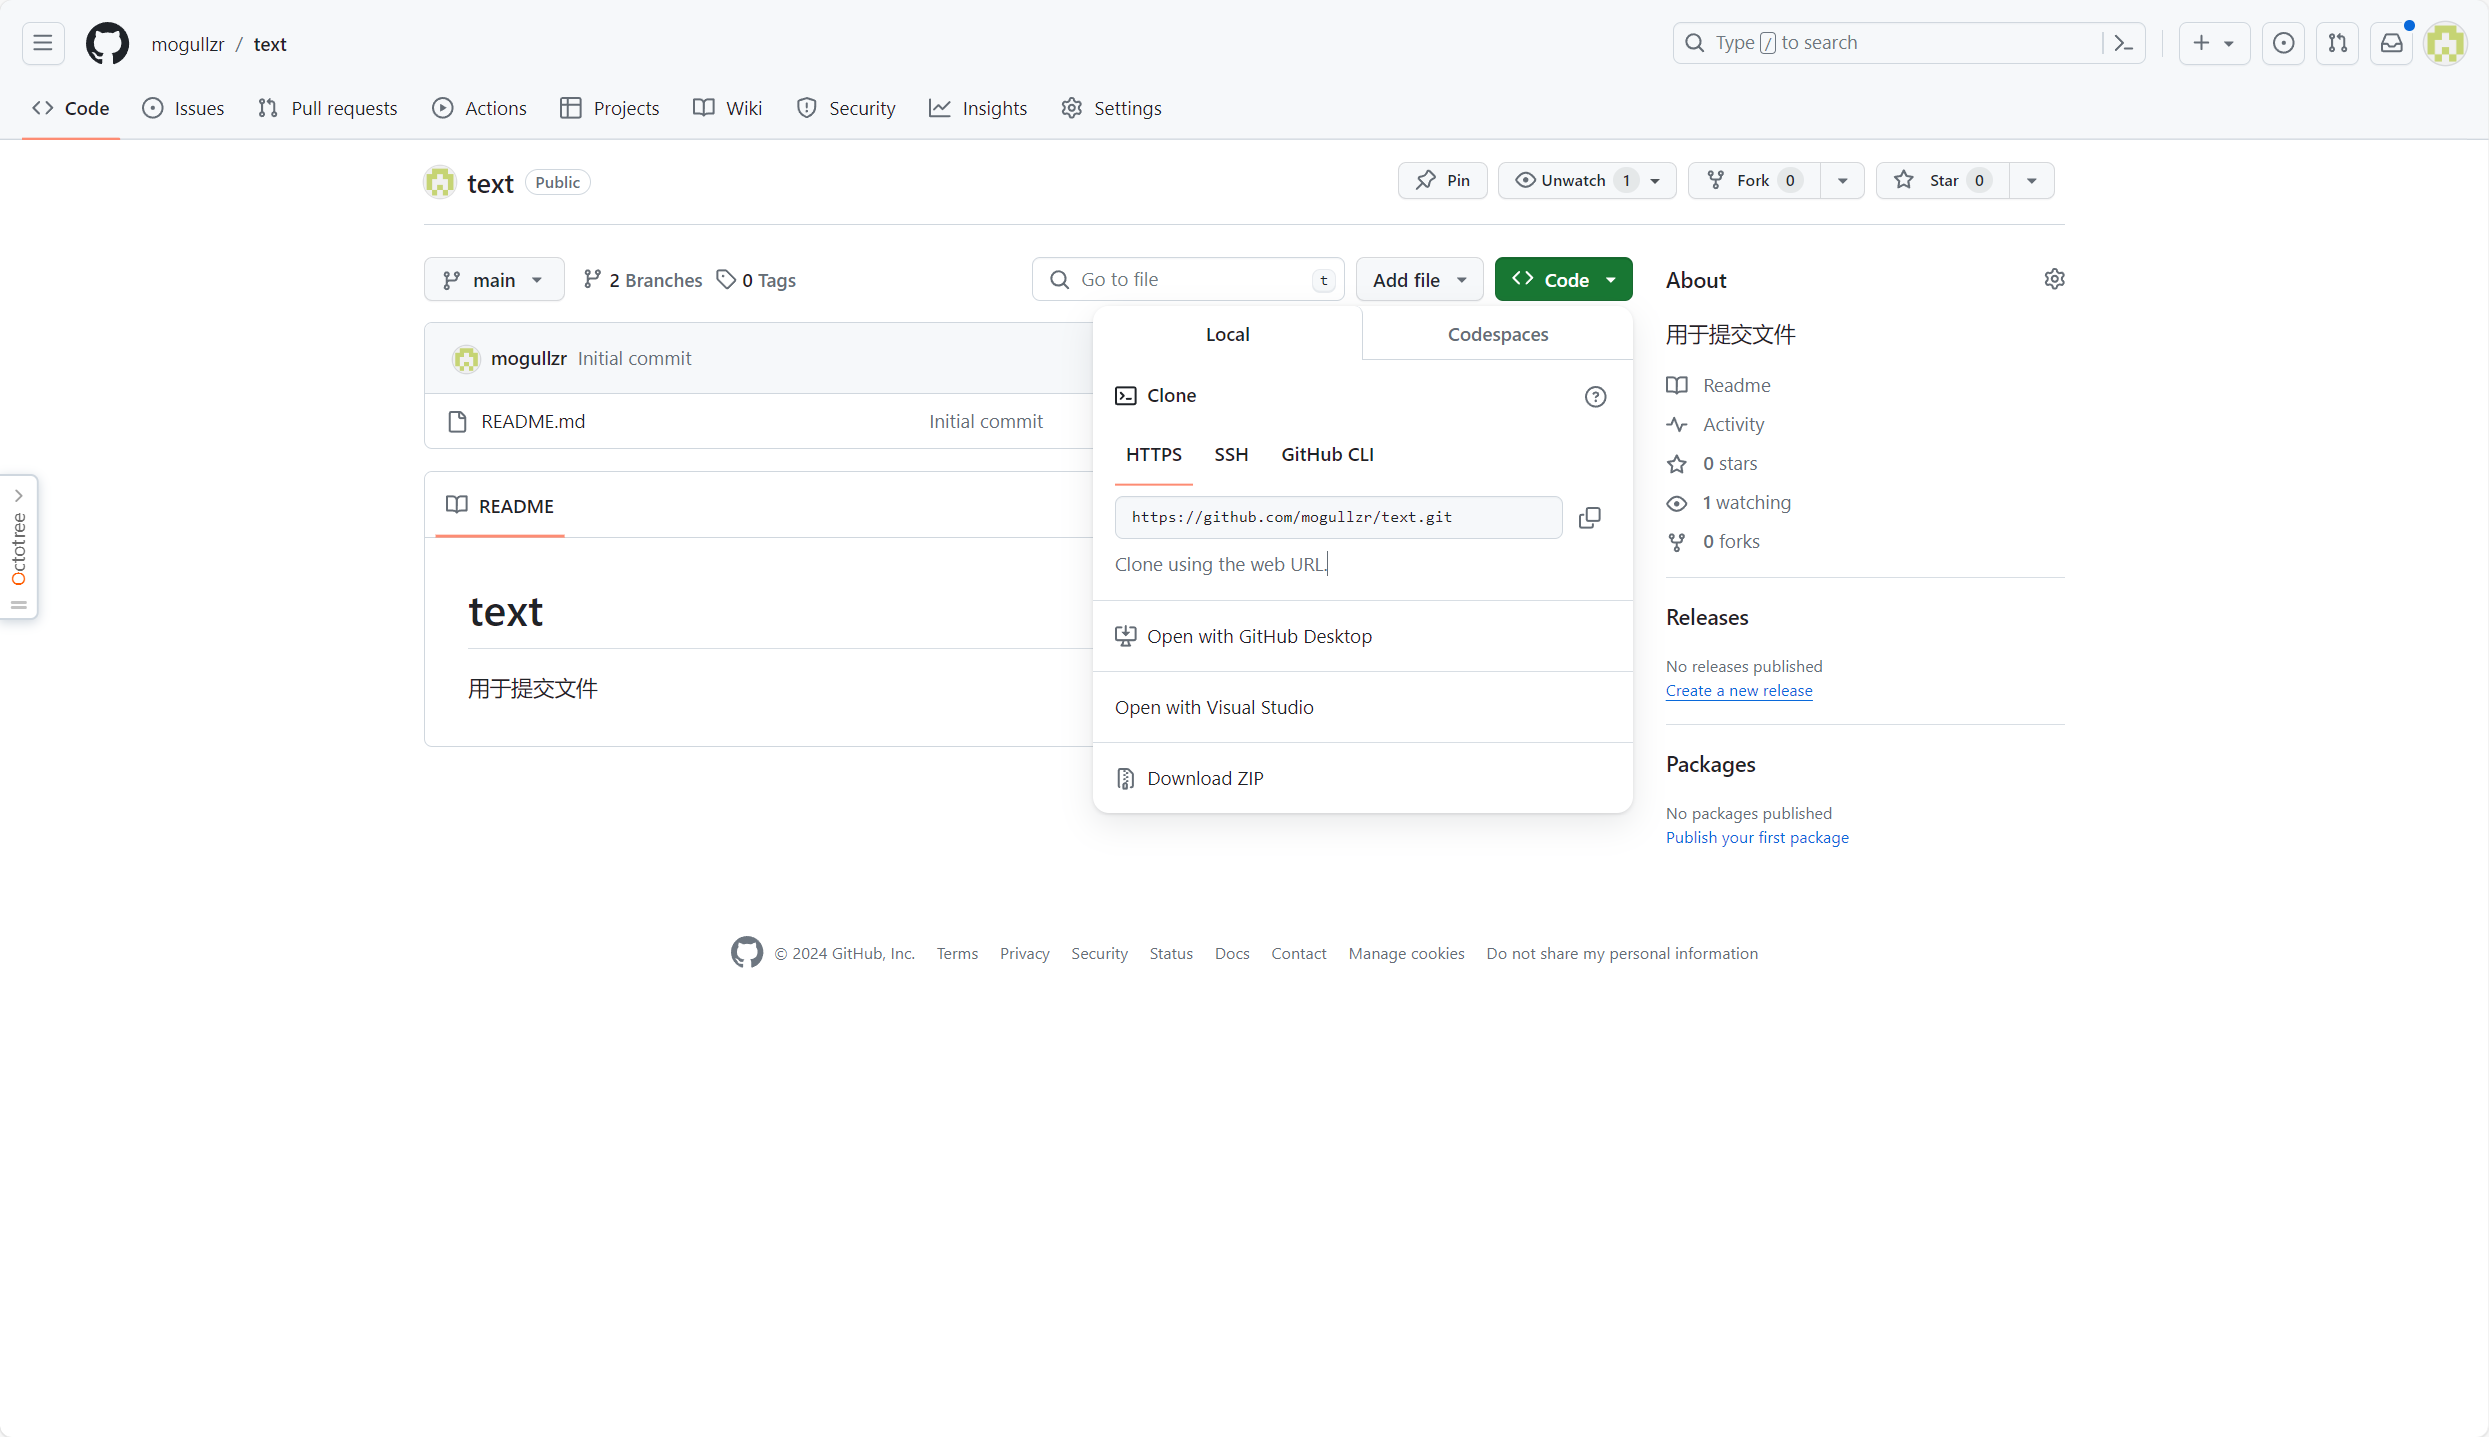 mogullzr / text
Type / to search
Code
Issues
Pull requests
Actions
Projects
Wiki
Security
Insights
Settings
text
Public
Pin
Unwatch 1
Fork 0
Star 0
main
2 Branches
0 Tags
Go to file
t
Add file
Code
mogullzr Initial commit
README.md Initial commit
README
text
用于提交文件
Local
Codespaces
Clone
HTTPS
SSH
GitHub CLI
https://github.com/mogullzr/text.git
Clone using the web URL.
Open with GitHub Desktop
Open with Visual Studio
Download ZIP
About
用于提交文件
Readme
Activity
0 stars
1 watching
0 forks
Releases
No releases published
Create a new release
Packages
No packages published
Publish your first package
Octotree
© 2024 GitHub, Inc. Terms Privacy Security Status Docs Contact Manage cookies Do not share my personal information